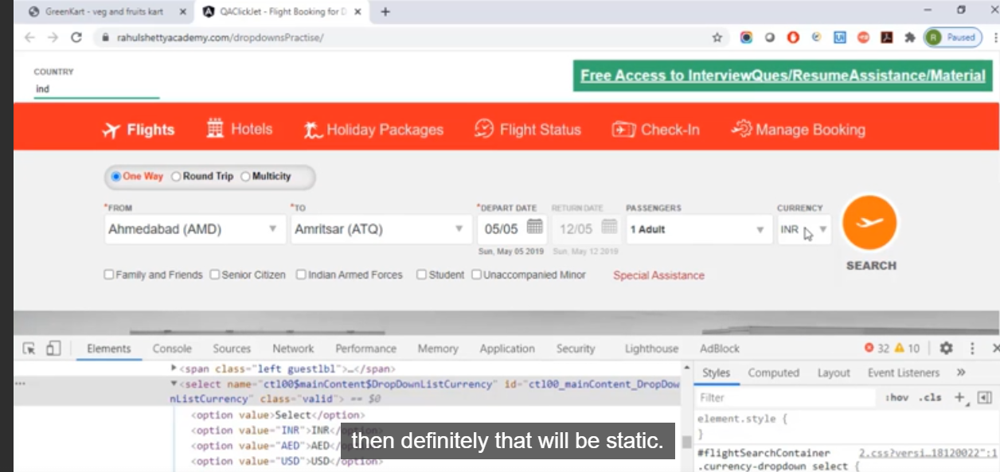 GreenKart - veg and fruits kart
QAClickJet - Flight Booking for D
rahulshettyacademy.com/dropdownsPractise/
R Paused
COUNTRY
ind
Free Access to InterviewQues/ResumeAssistance/Material
Flights Hotels Holiday Packages Flight Status Check-In Manage Booking
One Way Round Trip Multicity
*FROM *TO *DEPART DATE RETURN DATE PASSENGERS CURRENCY
Ahmedabad (AMD) Amritsar (ATQ) 05/05 12/05 1 Adult INR
Sun, May 05 2019 Sun, May 12 2019
SEARCH
Family and Friends Senior Citizen Indian Armed Forces Student Unaccompanied Minor Special Assistance
Elements Console Sources Network Performance Memory Application Security Lighthouse AdBlock 32 10
<span class="left guestlbl">…</span>
<select name="ctl00$mainContent$DropDownListCurrency" id="ctl00_mainContent_DropDow
nListCurrency" class="valid"> == $0
<option value>Select</option>
<option value="INR">INR</
<option value="AED">AED</
<option value="USD">USD</option>
then definitely that will be static.
Styles Computed Layout Event Listeners »
Filter :hov .cls +
element.style {
}
#flightSearchContainer 2.css?versi…18120022":1
.currency-dropdown select {